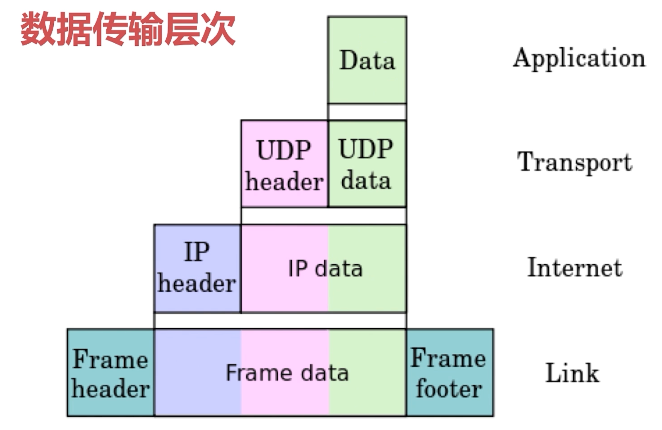 数据传输层次
Data
Application
UDP
header
UDP
data
Transport
IP
header
IP data
Internet
Frame
header
Frame data
Frame
footer
Link